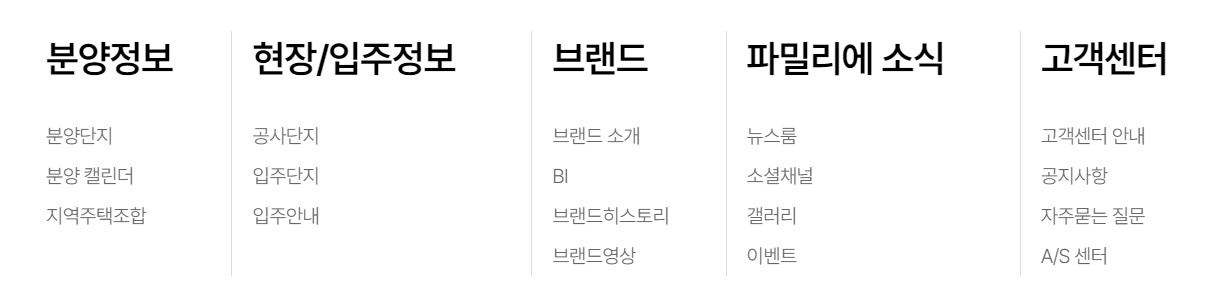 분양정보
분양단지
분양 캘린더
지역주택조합
현장/입주정보
공사단지
입주단지
입주안내
브랜드
브랜드 소개
BI
브랜드히스토리
브랜드영상
파밀리에 소식
뉴스룸
소셜채널
갤러리
이벤트
고객센터
고객센터 안내
공지사항
자주묻는 질문
A/S 센터